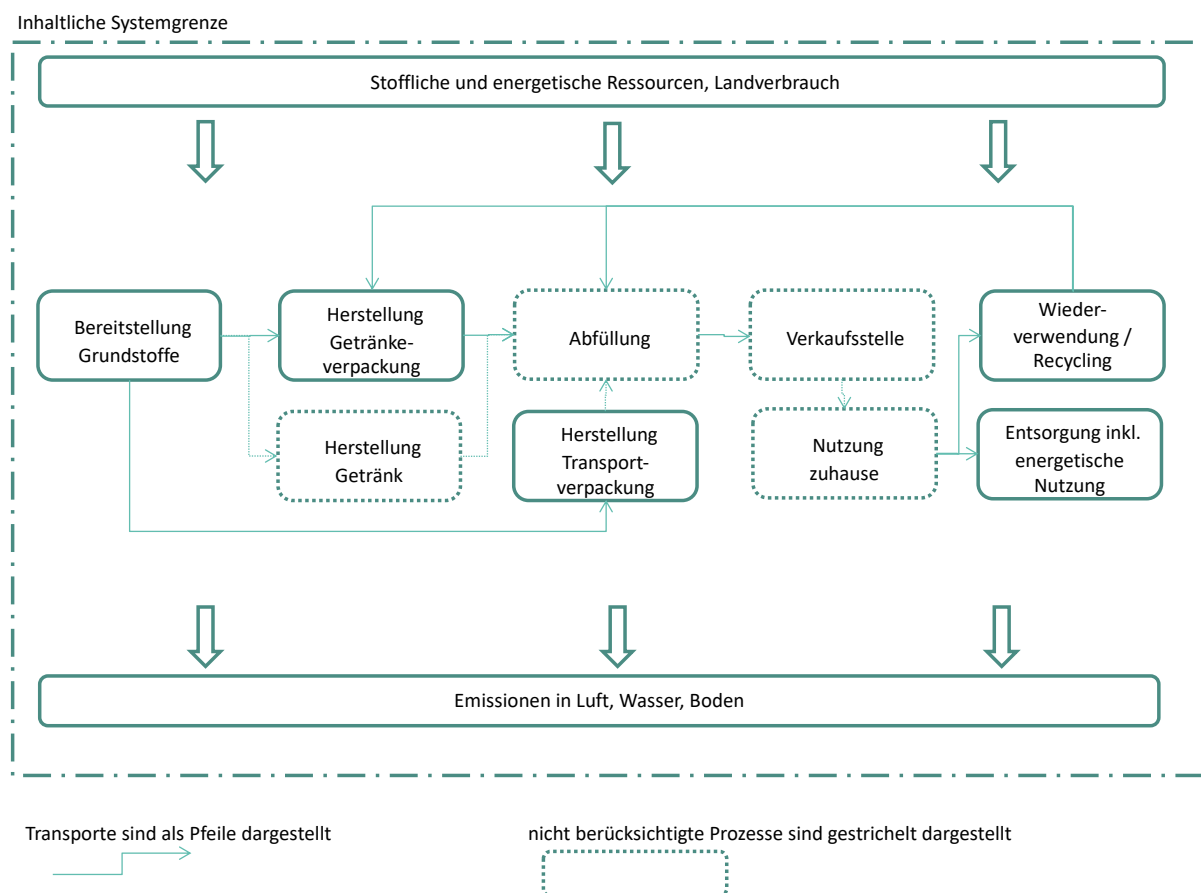 Inhaltliche Systemgrenze
Stoffliche und energetische Ressourcen, Landverbrauch
Bereitstellung
Grundstoffe
Herstellung
Getränke-
verpackung
Abfüllung
Verkaufsstelle
Wieder-
verwendung /
Recycling
Herstellung
Getränk
Herstellung
Transport-
verpackung
Nutzung
zuhause
Entsorgung inkl.
energetische
Nutzung
Emissionen in Luft, Wasser, Boden
Transporte sind als Pfeile dargestellt
nicht berücksichtigte Prozesse sind gestrichelt dargestellt